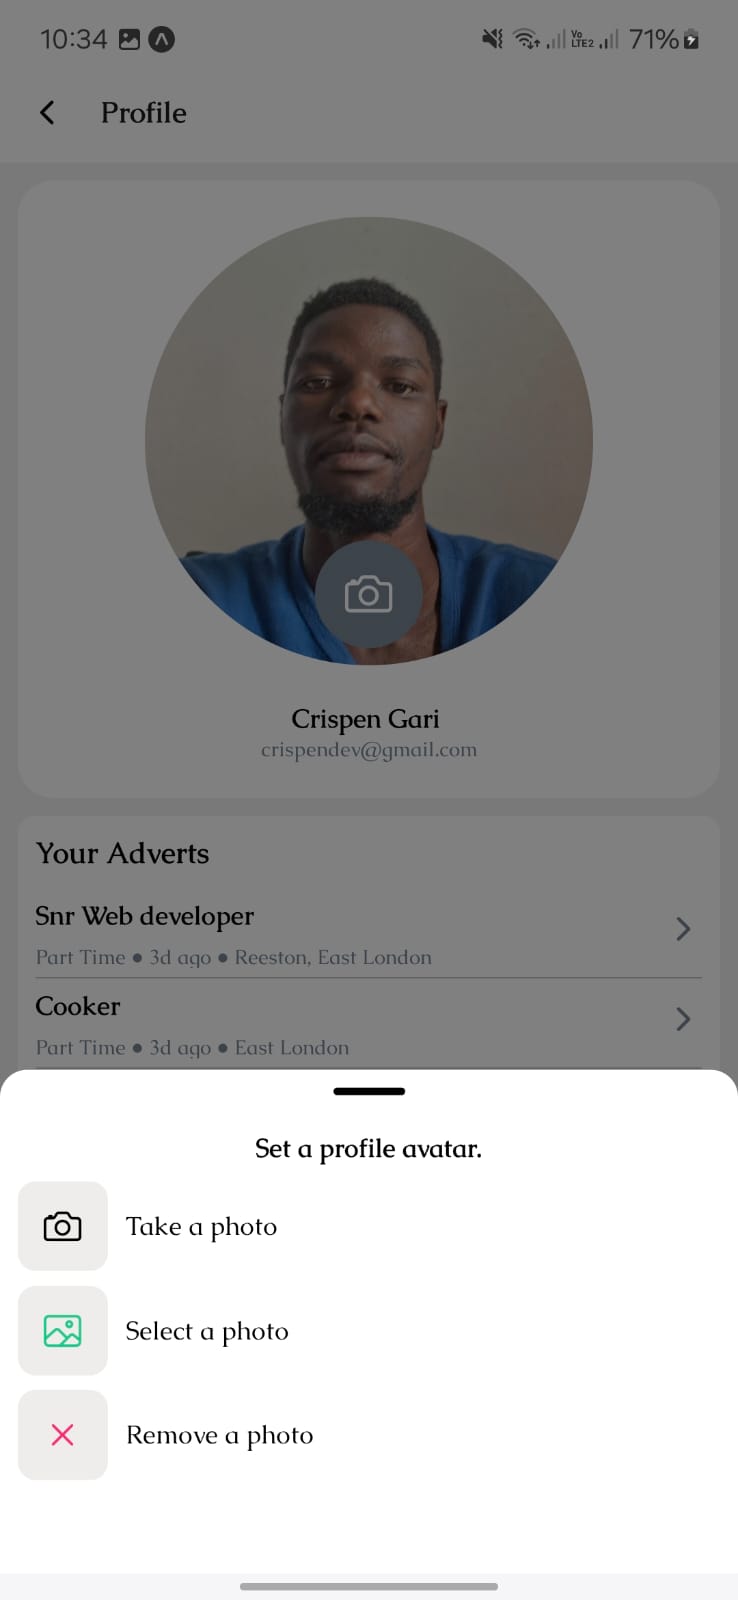 10:34 Vo LTE2 71%
Profile
Crispen Gari
crispendev@gmail.com
Your Adverts
Snr Web developer
Part Time • 3d ago • Reeston, East London
Cooker
Part Time • 3d ago • East London
Set a profile avatar.
Take a photo
Select a photo
Remove a photo